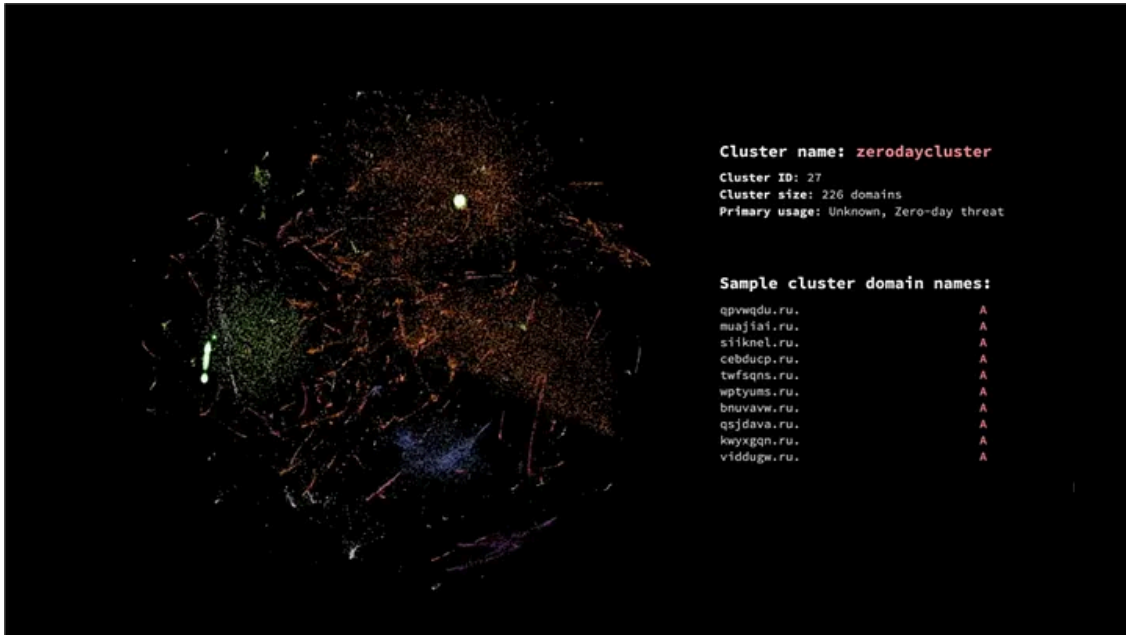 Cluster name: zerodaycluster
Cluster ID: 27
Cluster size: 226 domains
Primary usage: Unknown, Zero-day threat
Sample cluster domain names:
qpvwqdu.ru. A
muajiai.ru. A
siiknel.ru. A
cebducp.ru. A
twfsqns.ru. A
wptyums.ru. A
bnuvavw.ru. A
qsjdava.ru. A
kwyxgqn.ru. A
viddugw.ru. A